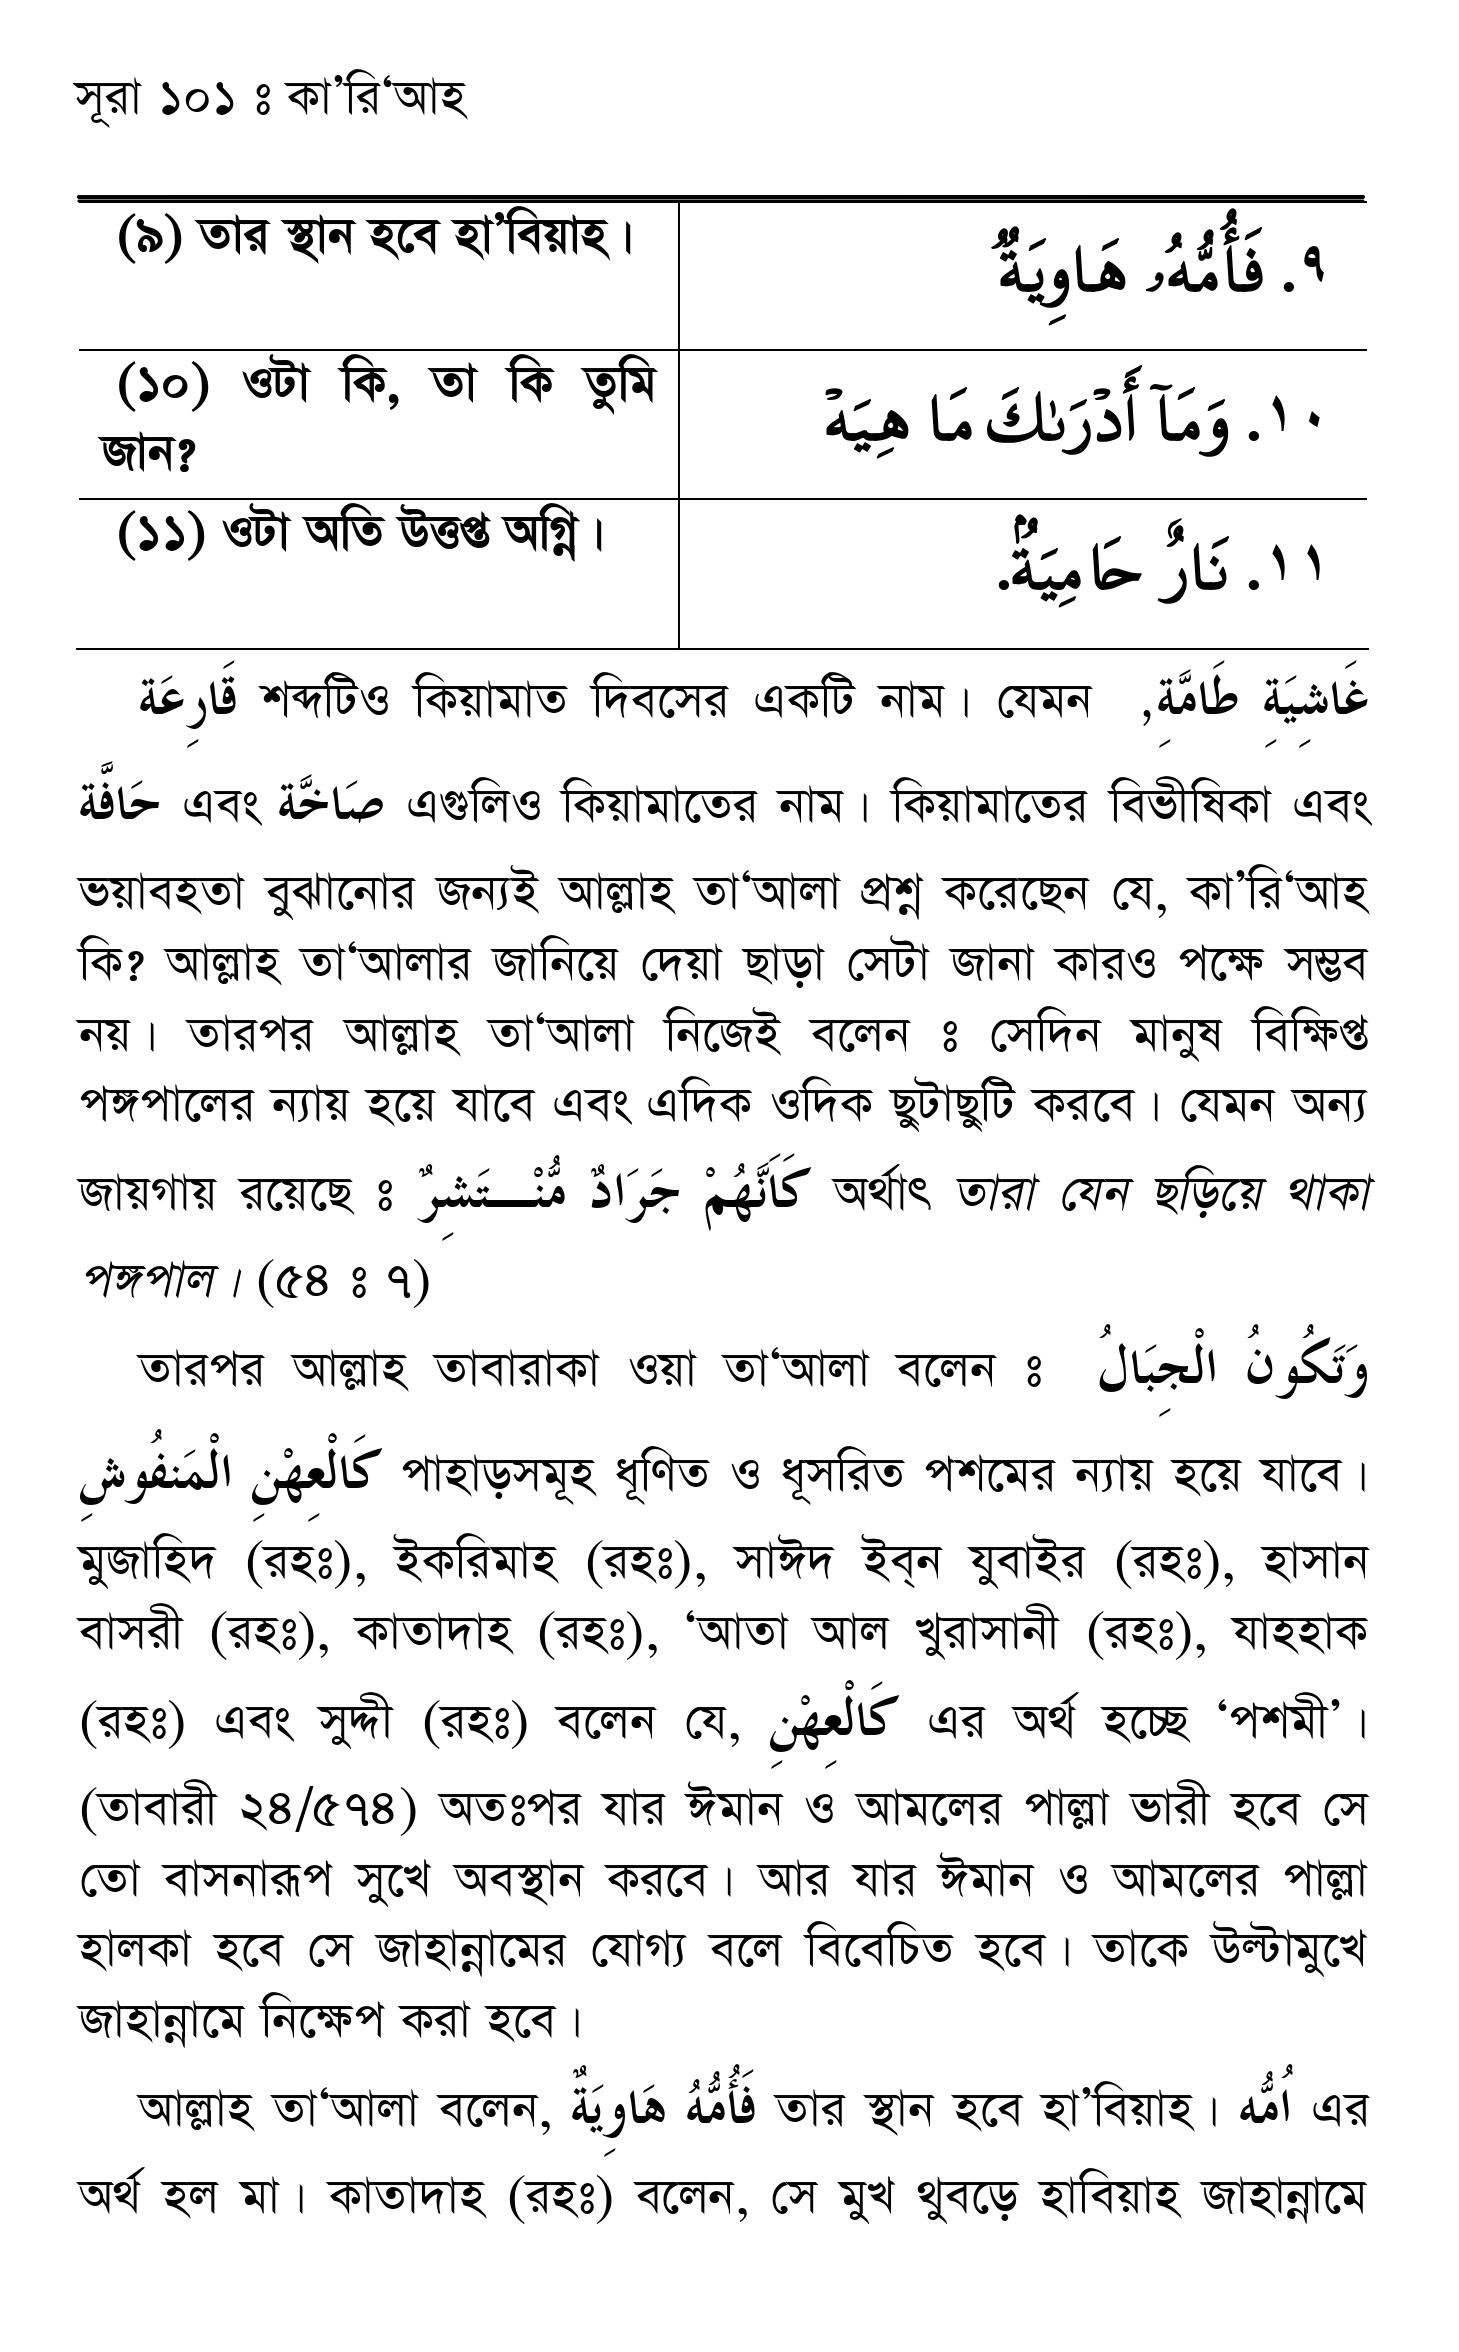 সূরা ১০১ ঃ কা’রি‘আহ
(৯) তার স্থান হবে হা’বিয়াহ।
٩. فَأُمُّهُۥ هَاوِيَةٌ
(১০) ওটা কি, তা কি তুমি
জান?
١٠. وَمَآ أَدْرَىٰكَ مَا هِيَهْ
(১১) ওটা অতি উত্তপ্ত অগ্নি।
١١. نَارٌ حَامِيَةٌۢ.
قَارِعَة শব্দটিও কিয়ামাত দিবসের একটি নাম। যেমন غَاشِيَةِ طَامَّةِ,
حَافَّة এবং صَاخَّة এগুলিও কিয়ামাতের নাম। কিয়ামাতের বিভীষিকা এবং
ভয়াবহতা বুঝানোর জন্যই আল্লাহ তা‘আলা প্রশ্ন করেছেন যে, কা’রি‘আহ
কি? আল্লাহ তা‘আলার জানিয়ে দেয়া ছাড়া সেটা জানা কারও পক্ষে সম্ভব
নয়। তারপর আল্লাহ তা‘আলা নিজেই বলেন ঃ সেদিন মানুষ বিক্ষিপ্ত
পঙ্গপালের ন্যায় হয়ে যাবে এবং এদিক ওদিক ছুটাছুটি করবে। যেমন অন্য
জায়গায় রয়েছে ঃ كَاَنَّهُمْ جَرَادٌ مُّنْـــتَشِرٌ অর্থাৎ তারা যেন ছড়িয়ে থাকা
পঙ্গপাল। (৫৪ ঃ ৭)
তারপর আল্লাহ তাবারাকা ওয়া তা‘আলা বলেন ঃ وَتَكُونُ الْجِبَالُ
كَالْعِهْنِ الْمَنفُوشِ পাহাড়সমূহ ধূণিত ও ধূসরিত পশমের ন্যায় হয়ে যাবে।
মুজাহিদ (রহঃ), ইকরিমাহ (রহঃ), সাঈদ ইব্‌ন যুবাইর (রহঃ), হাসান
বাসরী (রহঃ), কাতাদাহ (রহঃ), ‘আতা আল খুরাসানী (রহঃ), যাহহাক
(রহঃ) এবং সুদ্দী (রহঃ) বলেন যে, كَالْعِهْنِ এর অর্থ হচ্ছে ‘পশমী’।
(তাবারী ২৪/৫৭৪) অতঃপর যার ঈমান ও আমলের পাল্লা ভারী হবে সে
তো বাসনারূপ সুখে অবস্থান করবে। আর যার ঈমান ও আমলের পাল্লা
হালকা হবে সে জাহান্নামের যোগ্য বলে বিবেচিত হবে। তাকে উল্টামুখে
জাহান্নামে নিক্ষেপ করা হবে।
আল্লাহ তা‘আলা বলেন, فَأُمُّهُ هَاوِيَةٌ তার স্থান হবে হা’বিয়াহ। اُمُّه এর
অর্থ হল মা। কাতাদাহ (রহঃ) বলেন, সে মুখ থুবড়ে হাবিয়াহ জাহান্নামে